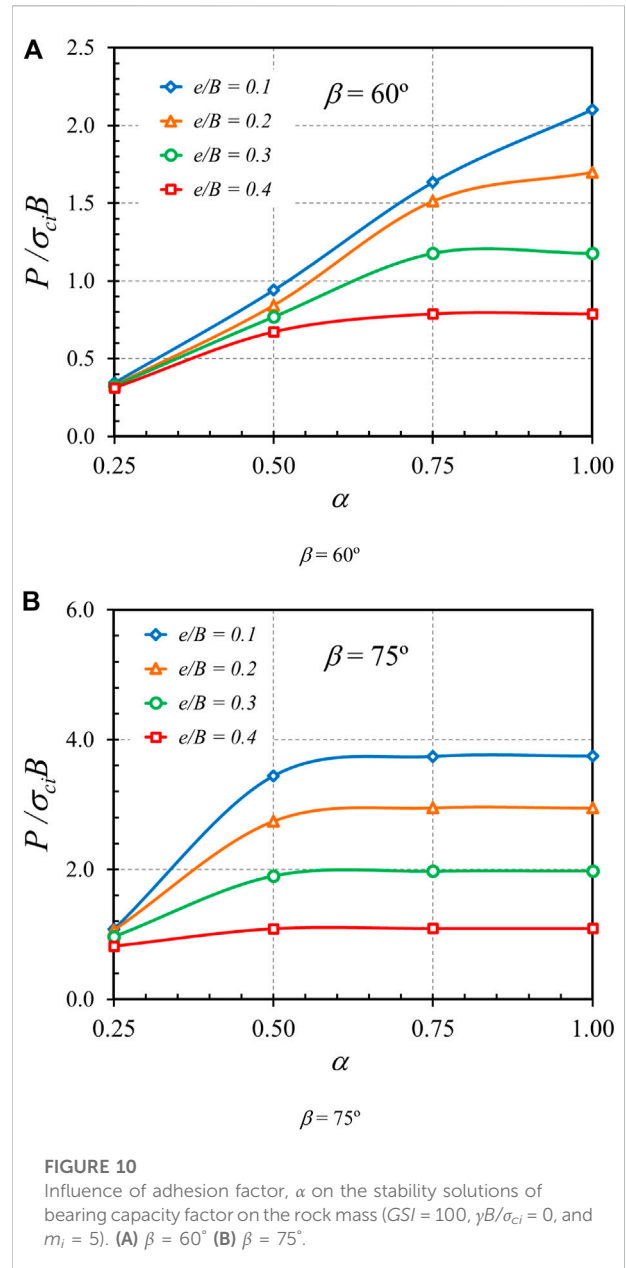 A
2.5
2.0
1.5
1.0
0.5
0.0
P /σciB
e/B = 0.1
e/B = 0.2
e/B = 0.3
e/B = 0.4
β = 60º
0.25 0.50 0.75 1.00
α
β = 60º
B
6.0
4.0
2.0
0.0
P /σciB
e/B = 0.1
e/B = 0.2
e/B = 0.3
e/B = 0.4
β = 75º
0.25 0.50 0.75 1.00
α
β = 75º
FIGURE 10
Influence of adhesion factor, α on the stability solutions of
bearing capacity factor on the rock mass (GSI = 100, γB/σci = 0, and
mi = 5). (A) β = 60˚ (B) β = 75˚.